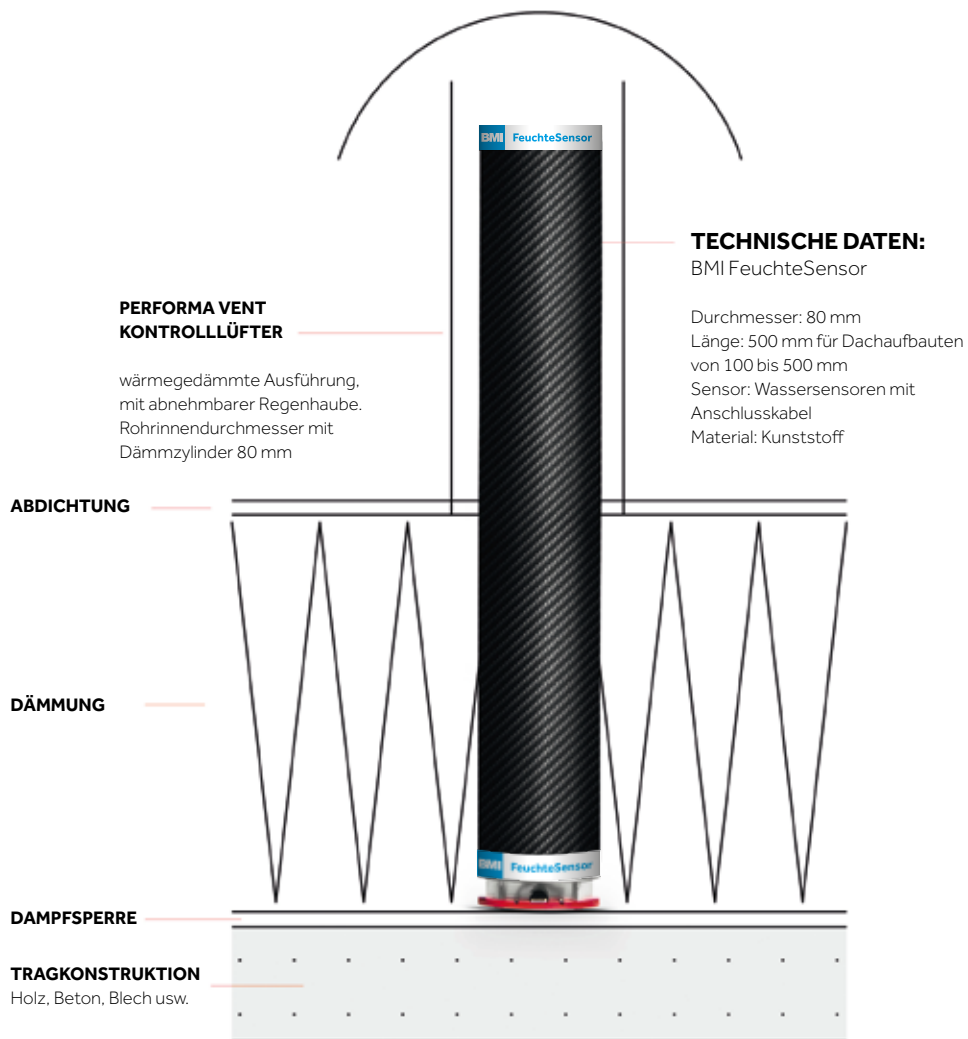 BMI FeuchteSensor
TECHNISCHE DATEN:
BMI FeuchteSensor
Durchmesser: 80 mm
Länge: 500 mm für Dachaufbauten
von 100 bis 500 mm
Sensor: Wassersensoren mit
Anschlusskabel
Material: Kunststoff
PERFORMA VENT
KONTROLLLÜFTER
wärmegedämmte Ausführung,
mit abnehmbarer Regenhaube.
Rohrinnendurchmesser mit
Dämmzylinder 80 mm
ABDICHTUNG
DÄMMUNG
BMI FeuchteSensor
DAMPFSPERRE
TRAGKONSTRUKTION
Holz, Beton, Blech usw.